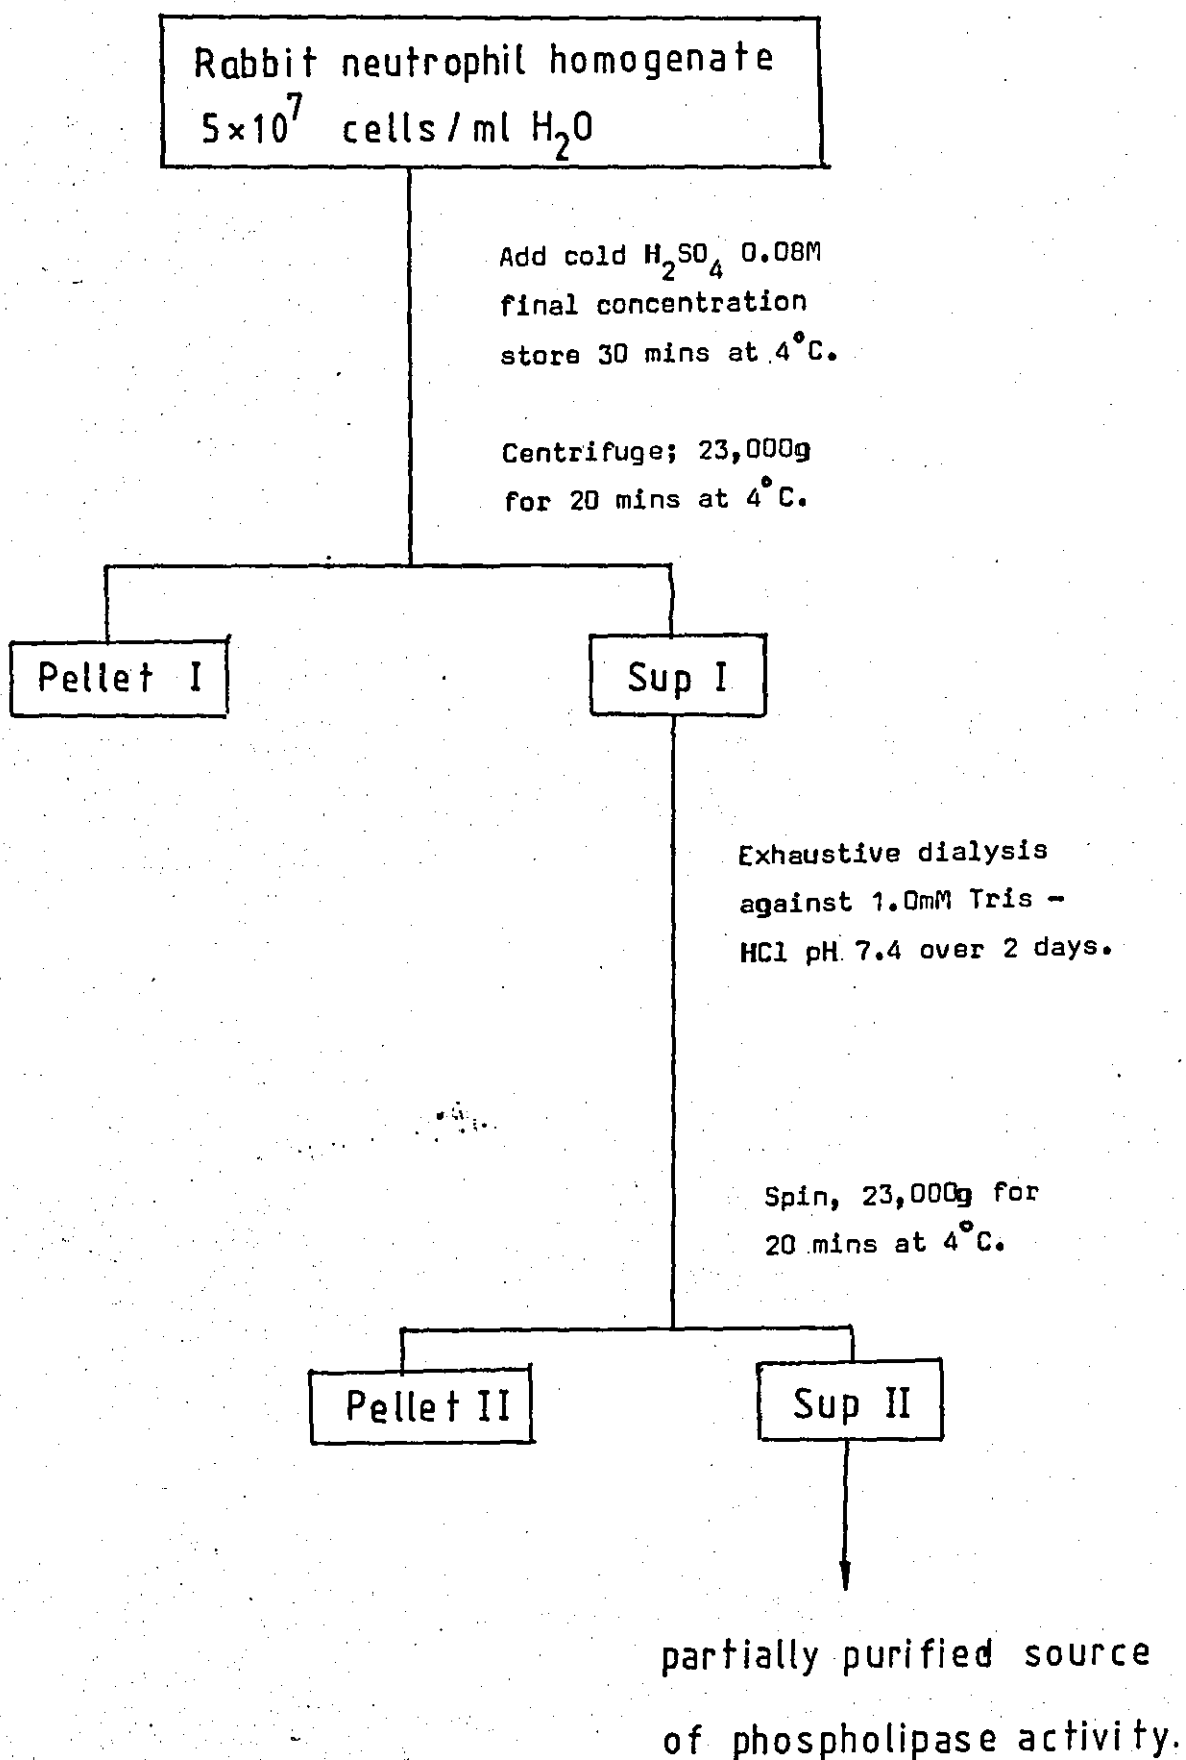 Rabbit neutrophil homogenate
5×10⁷ cells/ml H₂O
Add cold H₂SO₄ 0.08M
final concentration
store 30 mins at 4°C.
Centrifuge; 23,000g
for 20 mins at 4°C.
Pellet I
Sup I
Exhaustive dialysis
against 1.0mM Tris -
HCl pH 7.4 over 2 days.
Spin, 23,000g for
20 mins at 4°C.
Pellet II
Sup II
partially purified source
of phospholipase activity.